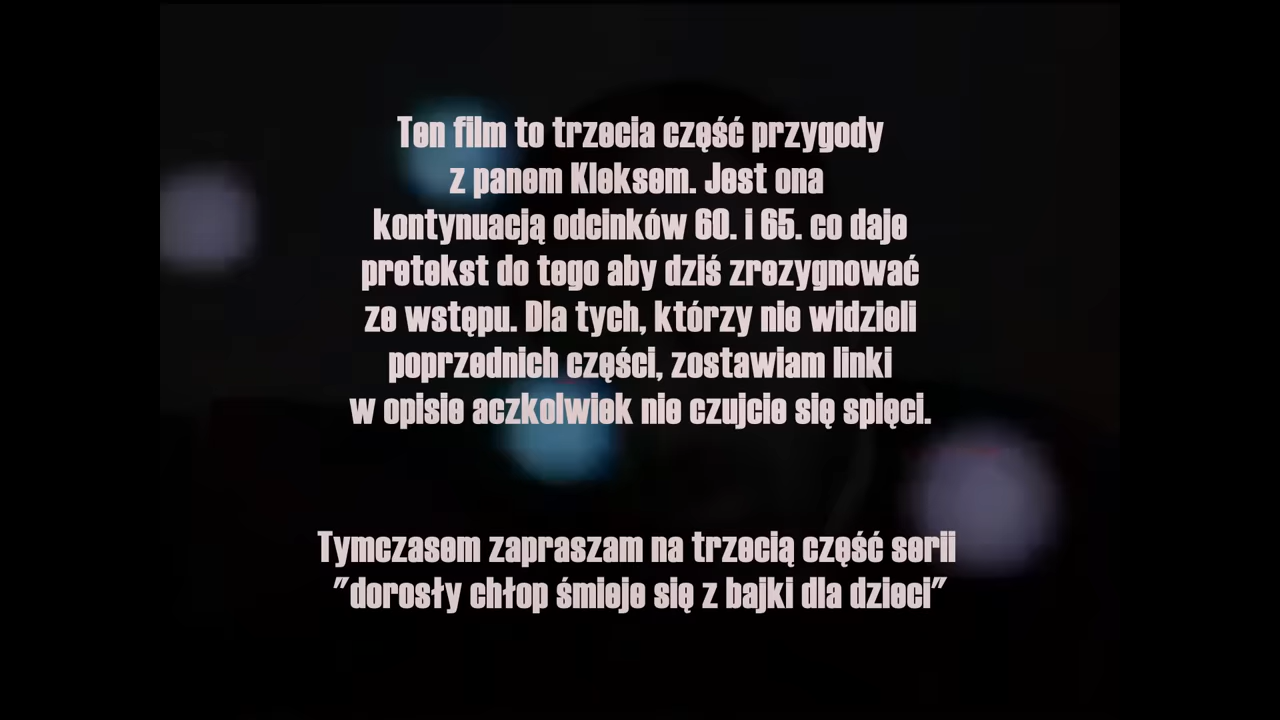 Ten film to trzecia część przygody
z panem Kleksem. Jest ona
kontynuacją odcinków 60. i 65. co daje
pretekst do tego aby dziś zrezygnować
ze wstępu. Dla tych, którzy nie widzieli
poprzednich części, zostawiam linki
w opisie aczkolwiek nie czujcie się spięci.
Tymczasem zapraszam na trzecią część serii
"dorosły chłop śmieje się z bajki dla dzieci"